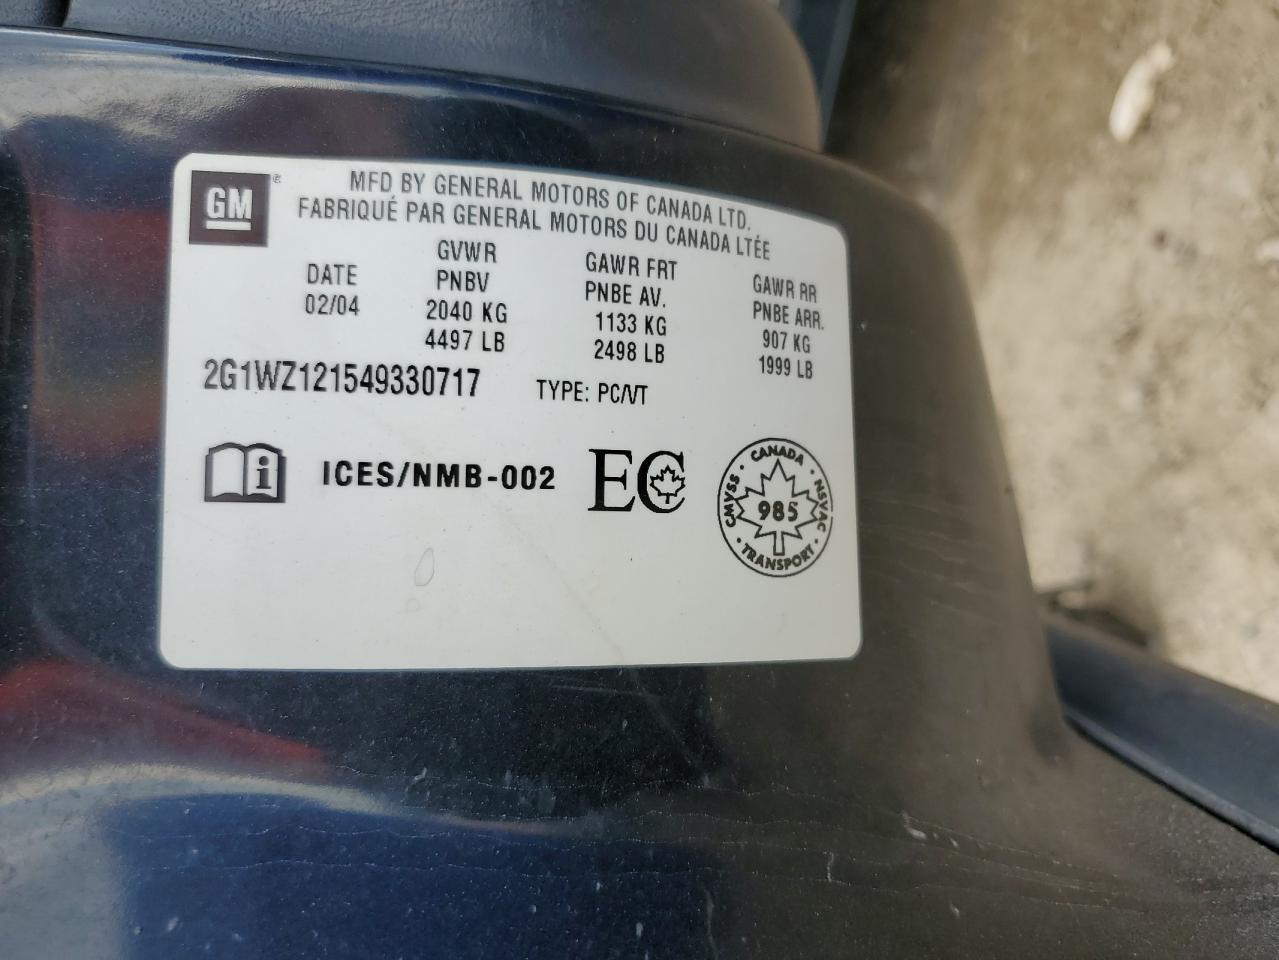 GM®
MFD BY GENERAL MOTORS OF CANADA LTD.
FABRIQUÉ PAR GENERAL MOTORS DU CANADA LTÉE
DATE
02/04
GVWR
PNBV
2040 KG
4497 LB
GAWR FRT
PNBE AV.
1133 KG
2498 LB
GAWR RR
PNBE ARR.
907 KG
1999 LB
2G1WZ121549330717 TYPE: PC/VT
i ICES/NMB-002 EC
CANADA
CMVSS · NSVAC
985
· TRANSPORT ·